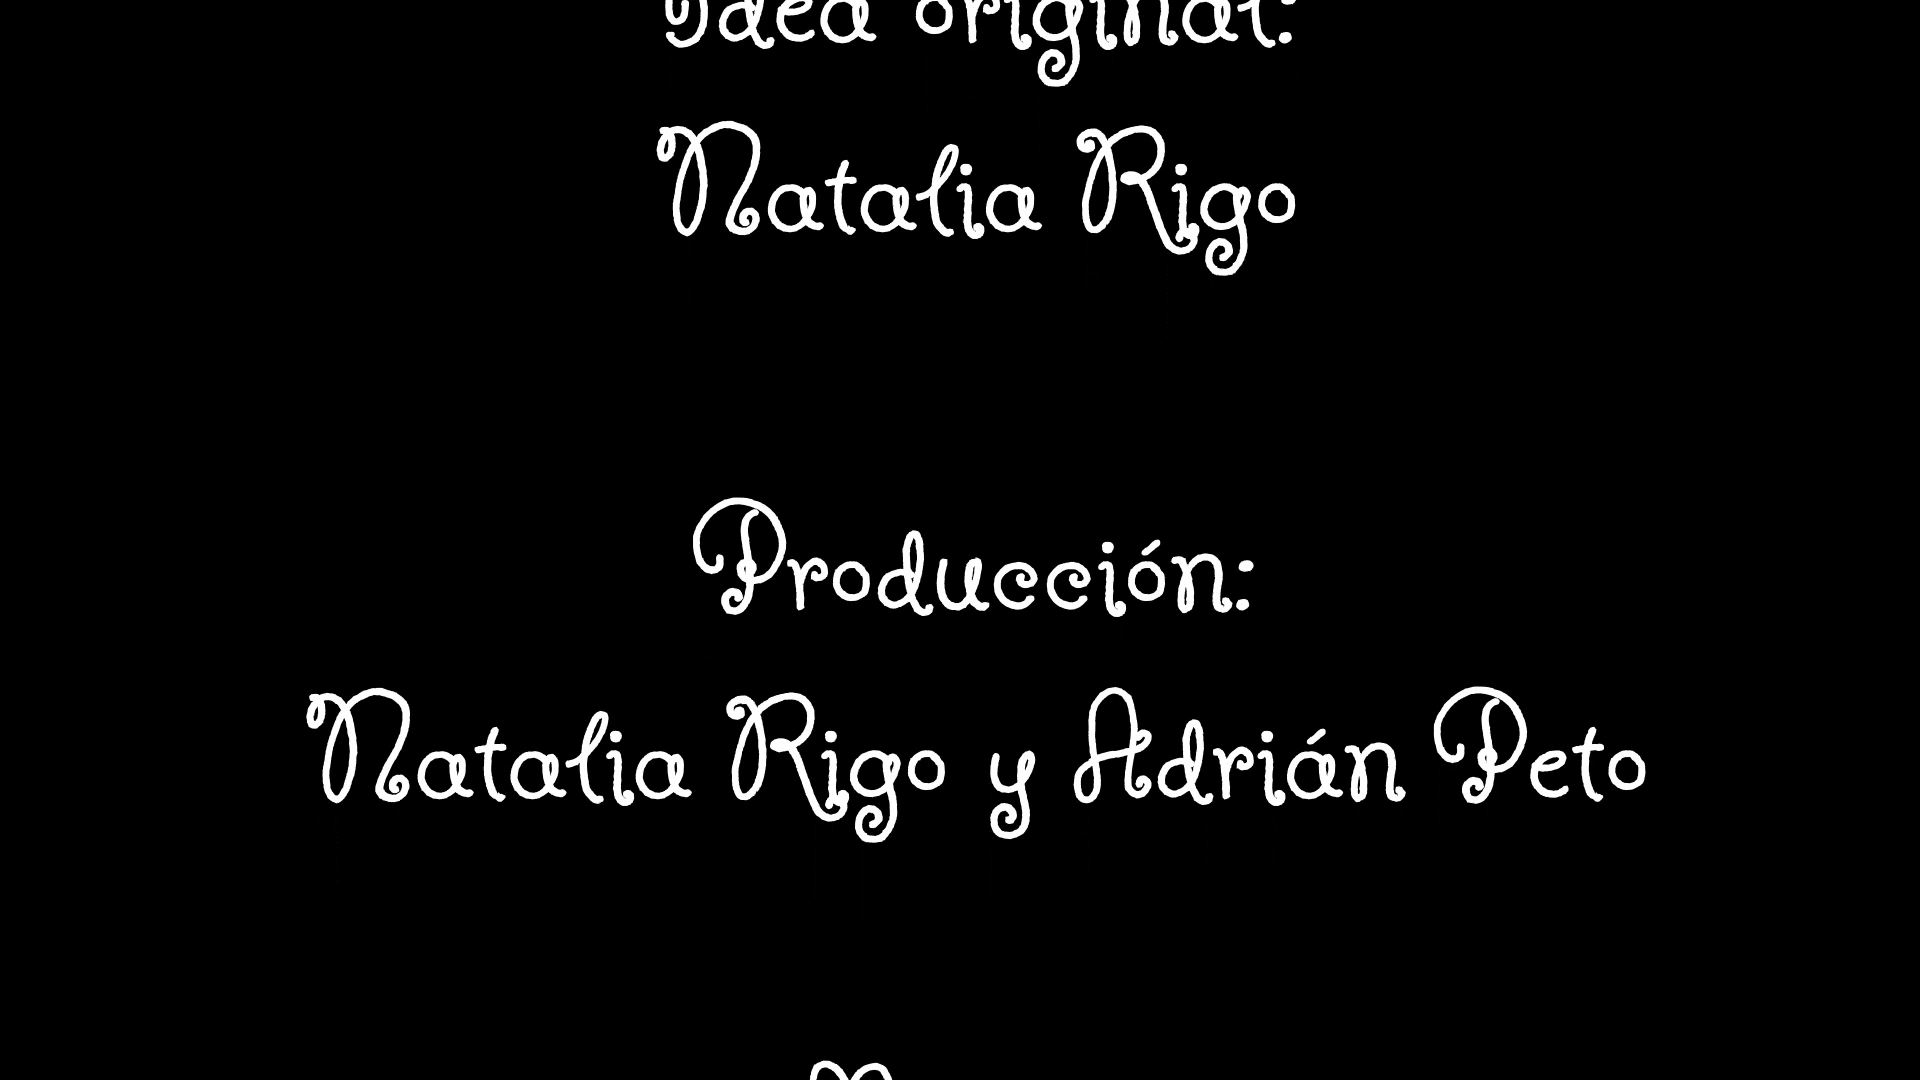 Idea original:
Natalia Rigo
Producción:
Natalia Rigo y Adrián Peto